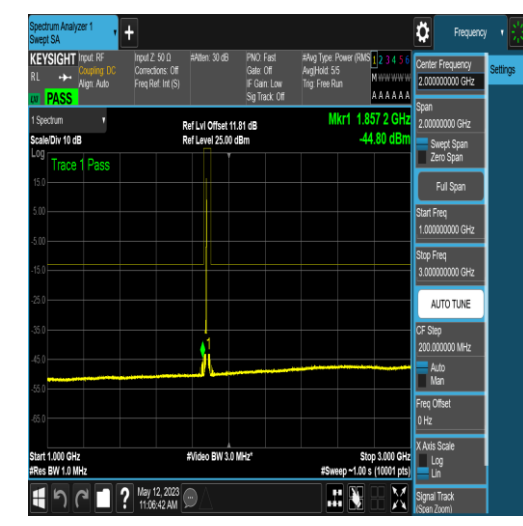 Spectrum Analyzer 1
Swept SA
Frequency
KEYSIGHT
RL
Input: RF
Coupling: DC
Align: Auto
Input Z: 50 Ω
Corrections: Off
Freq Ref: Int (S)
#Atten: 30 dB
PNO: Fast
Gate: Off
IF Gain: Low
Sig Track: Off
#Avg Type: Power (RMS
Avg|Hold: 5/5
Trig: Free Run
1 2 3 4 5 6
M W W W W W
A A A A A A
PASS
1 Spectrum
Scale/Div 10 dB
Ref Lvl Offset 11.81 dB
Ref Level 25.00 dBm
Mkr1 1.857 2 GHz
-44.80 dBm
Log
Trace 1 Pass
15.0
5.00
-5.00
-15.0
-25.0
-35.0
-45.0
-55.0
-65.0
1
Start 1.000 GHz
#Res BW 1.0 MHz
#Video BW 3.0 MHz*
Stop 3.000 GHz
#Sweep ~1.00 s (10001 pts)
May 12, 2023
11:06:42 AM
Center Frequency
2.000000000 GHz
Settings
Span
2.00000000 GHz
Swept Span
Zero Span
Full Span
Start Freq
1.000000000 GHz
Stop Freq
3.000000000 GHz
AUTO TUNE
CF Step
200.000000 MHz
Auto
Man
Freq Offset
0 Hz
X Axis Scale
Log
Lin
Signal Track
(Span Zoom)